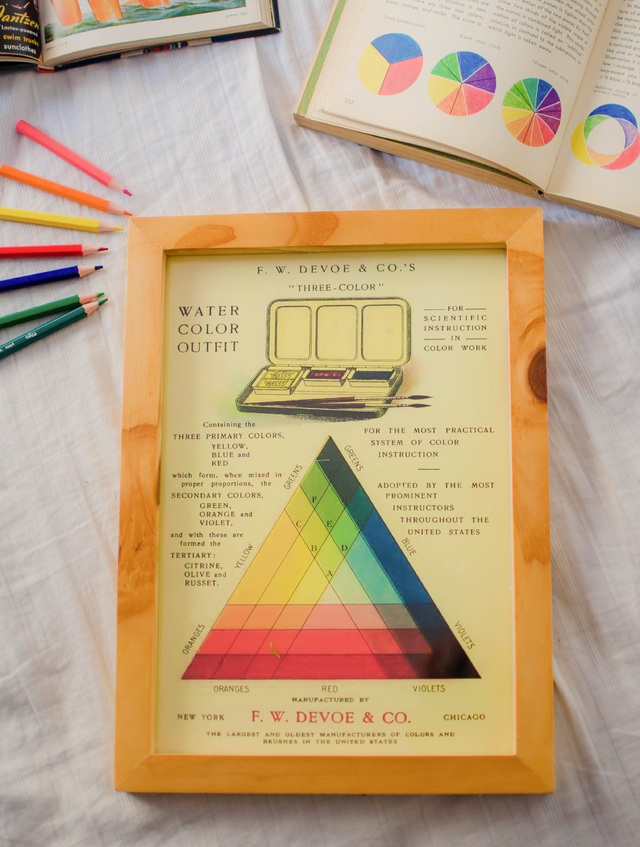 Jantzen
swim trunks
sunclothes
F. W. DEVOE & CO.'S
"THREE-COLOR"
WATER
COLOR
OUTFIT
FOR
SCIENTIFIC
INSTRUCTION
IN
COLOR WORK
Containing the
THREE PRIMARY COLORS,
YELLOW,
BLUE and
RED
which form, when mixed in
proper proportions, the
SECONDARY COLORS,
GREEN,
ORANGE and
VIOLET,
and with these are
formed the
TERTIARY:
CITRINE,
OLIVE and
RUSSET.
FOR THE MOST PRACTICAL
SYSTEM OF COLOR
INSTRUCTION
ADOPTED BY THE MOST
PROMINENT
INSTRUCTORS
THROUGHOUT THE
UNITED STATES
GREENS
GREENS
YELLOW
BLUE
ORANGES
VIOLETS
F
C
E
B
D
A
ORANGES
RED
VIOLETS
MANUFACTURED BY
NEW YORK
F. W. DEVOE & CO.
CHICAGO
THE LARGEST AND OLDEST MANUFACTURERS OF COLORS AND
BRUSHES IN THE UNITED STATES